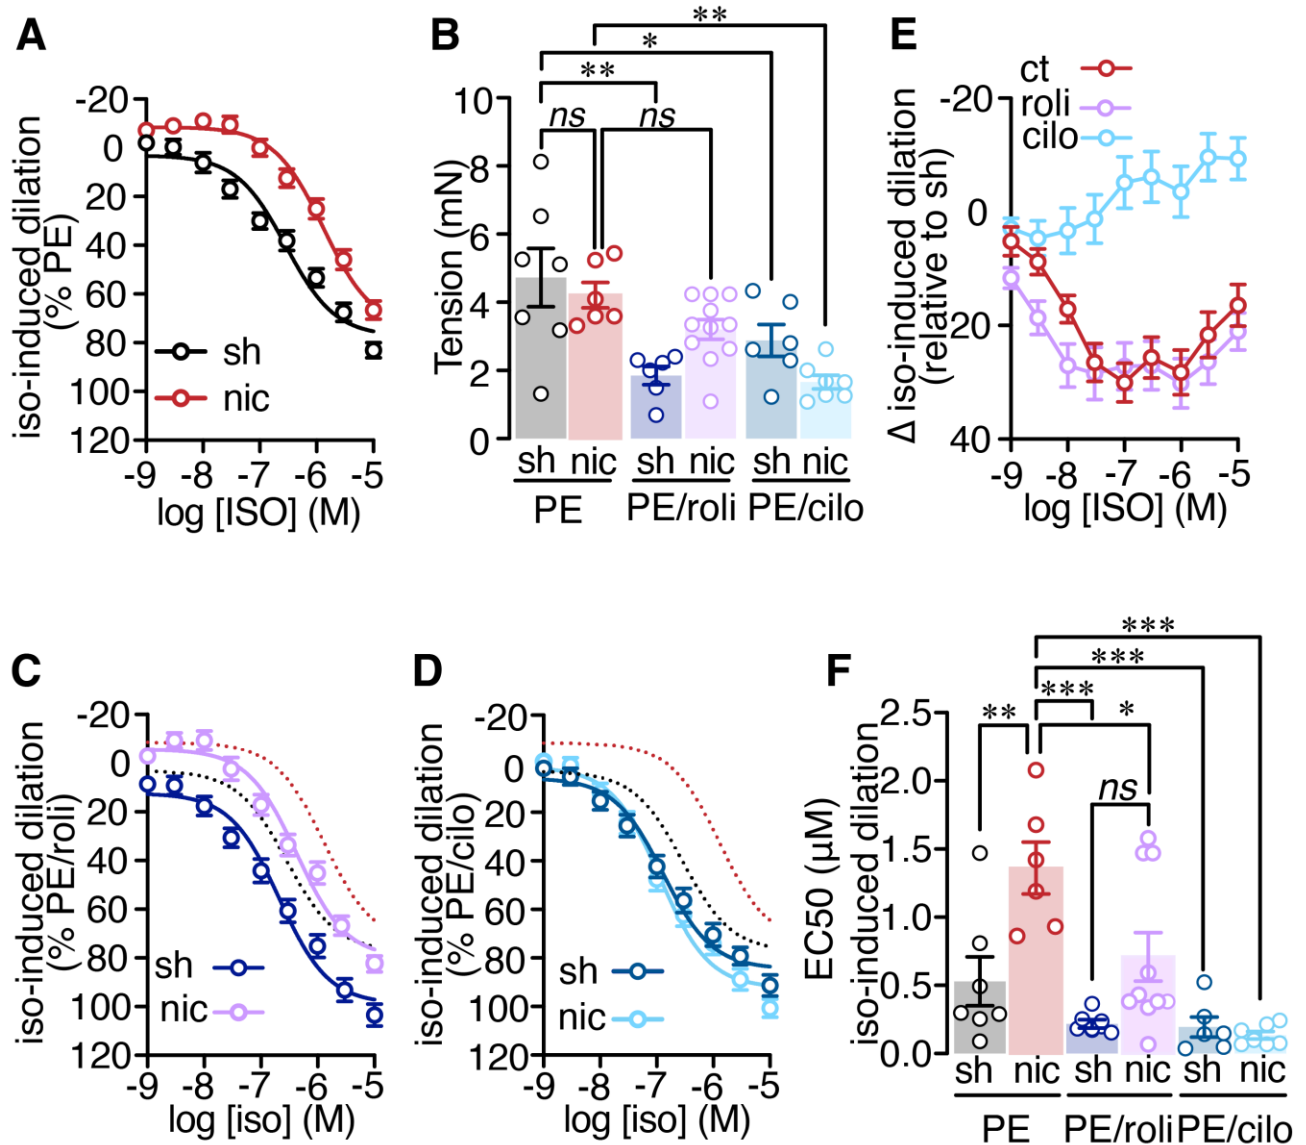 A
-20
0
20
40
60
80
100
120
iso-induced dilation
(% PE)
sh
nic
-9 -8 -7 -6 -5
log [ISO] (M)
B
**
*
**
ns ns
10
8
6
4
2
0
Tension (mN)
sh nic sh nic sh nic
PE PE/roli PE/cilo
E
ct
roli
cilo
-20
0
20
40
Δ iso-induced dilation
(relative to sh)
-9 -8 -7 -6 -5
log [ISO] (M)
C
-20
0
20
40
60
80
100
120
iso-induced dilation
(% PE/roli)
sh
nic
-9 -8 -7 -6 -5
log [iso] (M)
D
-20
0
20
40
60
80
100
120
iso-induced dilation
(% PE/cilo)
sh
nic
-9 -8 -7 -6 -5
log [iso] (M)
F
***
***
***
** *
ns
2.5
2.0
1.5
1.0
0.5
0.0
EC50 (µM)
iso-induced dilation
sh nic sh nic sh nic
PE PE/roli PE/cilo